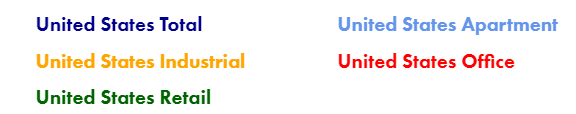 United States Total
United States Apartment
United States Industrial
United States Office
United States Retail